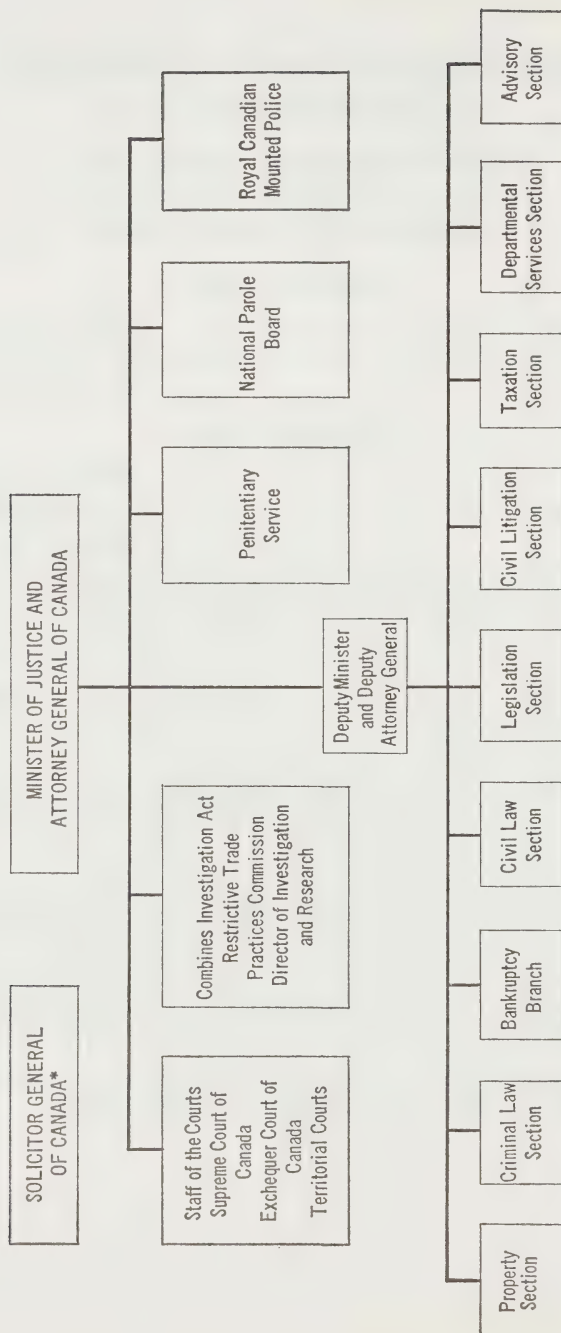 SOLICITOR GENERAL
OF CANADA*
MINISTER OF JUSTICE AND
ATTORNEY GENERAL OF CANADA
Staff of the Courts
Supreme Court of
Canada
Exchequer Court of
Canada
Territorial Courts
Combines Investigation Act
Restrictive Trade
Practices Commission
Director of Investigation
and Research
Penitentiary
Service
National Parole
Board
Royal Canadian
Mounted Police
Deputy Minister
and Deputy
Attorney General
Property
Section
Criminal Law
Section
Bankruptcy
Branch
Civil Law
Section
Legislation
Section
Civil Litigation
Section
Taxation
Section
Departmental
Services Section
Advisory
Section